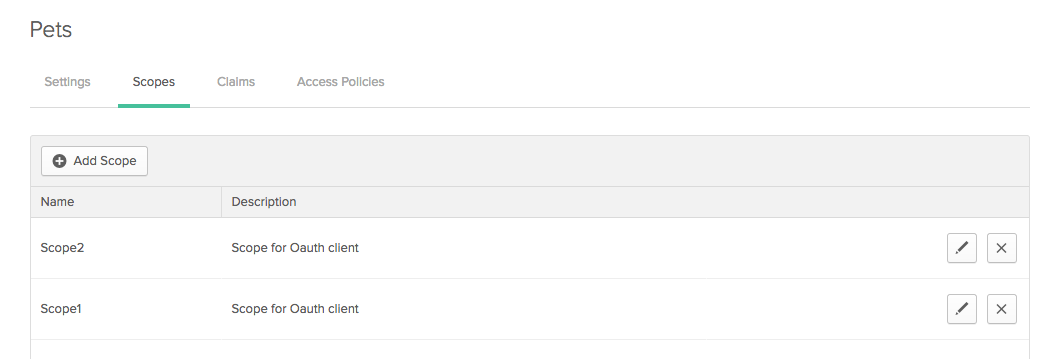 Pets
Settings Scopes Claims Access Policies
Add Scope
Name Description
Scope2 Scope for Oauth client
Scope1 Scope for Oauth client